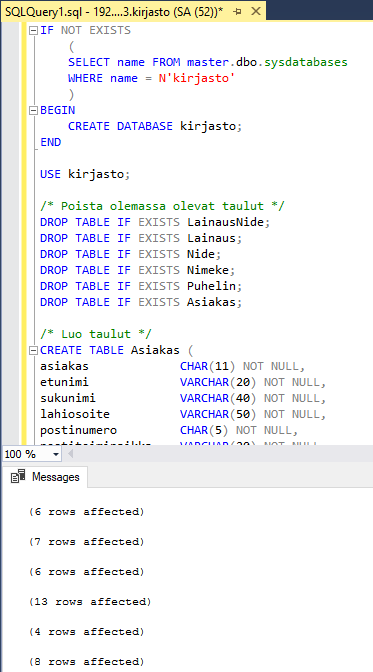 SQLQuery1.sql - 192....3.kirjasto (SA (52))*
IF NOT EXISTS
(
SELECT name FROM master.dbo.sysdatabases
WHERE name = N'kirjasto'
)
BEGIN
CREATE DATABASE kirjasto;
END
USE kirjasto;
/* Poista olemassa olevat taulut */
DROP TABLE IF EXISTS LainausNide;
DROP TABLE IF EXISTS Lainaus;
DROP TABLE IF EXISTS Nide;
DROP TABLE IF EXISTS Nimeke;
DROP TABLE IF EXISTS Puhelin;
DROP TABLE IF EXISTS Asiakas;
/* Luo taulut */
CREATE TABLE Asiakas (
asiakas CHAR(11) NOT NULL,
etunimi VARCHAR(20) NOT NULL,
sukunimi VARCHAR(40) NOT NULL,
lahiosoite VARCHAR(50) NOT NULL,
postinumero CHAR(5) NOT NULL,
100 %
Messages
(6 rows affected)
(7 rows affected)
(6 rows affected)
(13 rows affected)
(4 rows affected)
(8 rows affected)